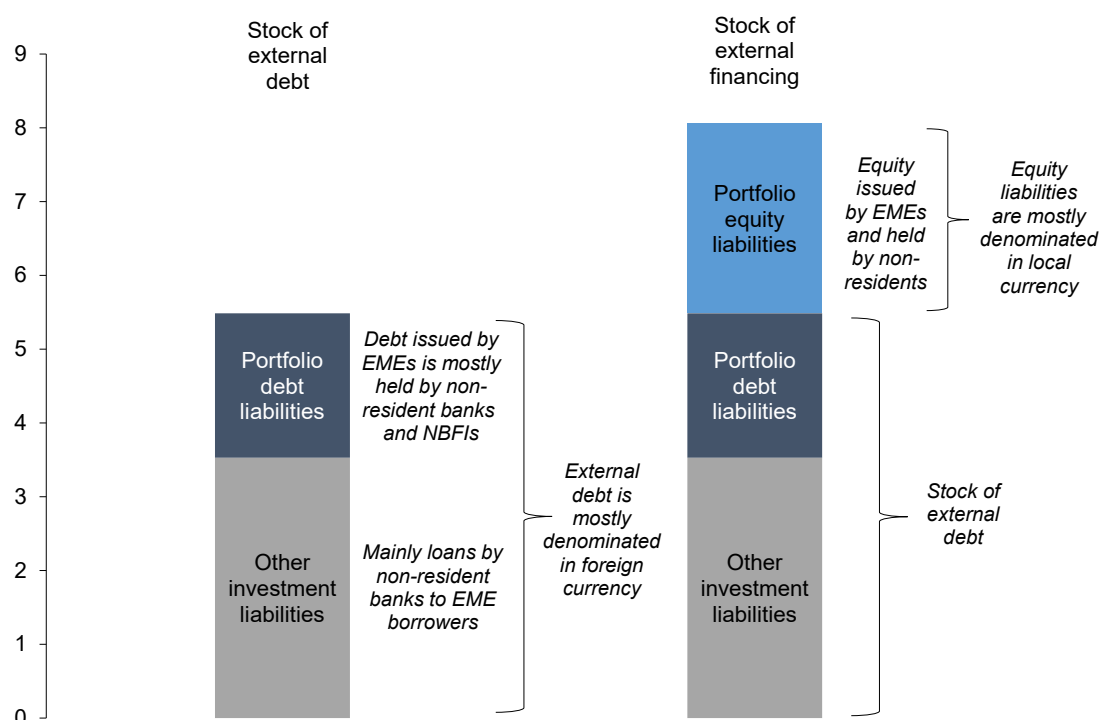 Stock of
external
debt
Stock of
external
financing
9
8
7
6
5
4
3
2
1
0
Portfolio
debt
liabilities
Other
investment
liabilities
Debt issued by
EMEs is mostly
held by non-
resident banks
and NBFIs
Mainly loans by
non-resident
banks to EME
borrowers
External
debt is
mostly
denominated
in foreign
currency
Portfolio
equity
liabilities
Portfolio
debt
liabilities
Other
investment
liabilities
Equity
issued
by EMEs
and held
by non-
residents
Equity
liabilities
are mostly
denominated
in local
currency
Stock of
external
debt